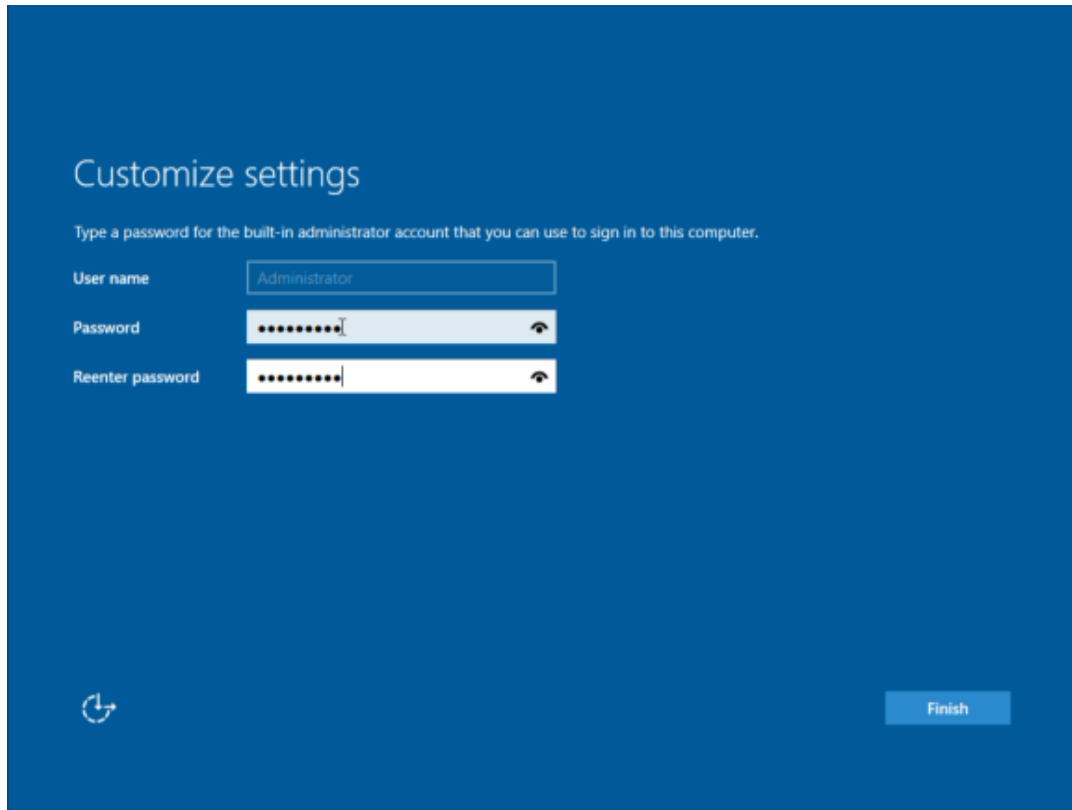 Customize settings
Type a password for the built-in administrator account that you can use to sign in to this computer.
User name Administrator
Password •••••••••
Reenter password •••••••••
Finish